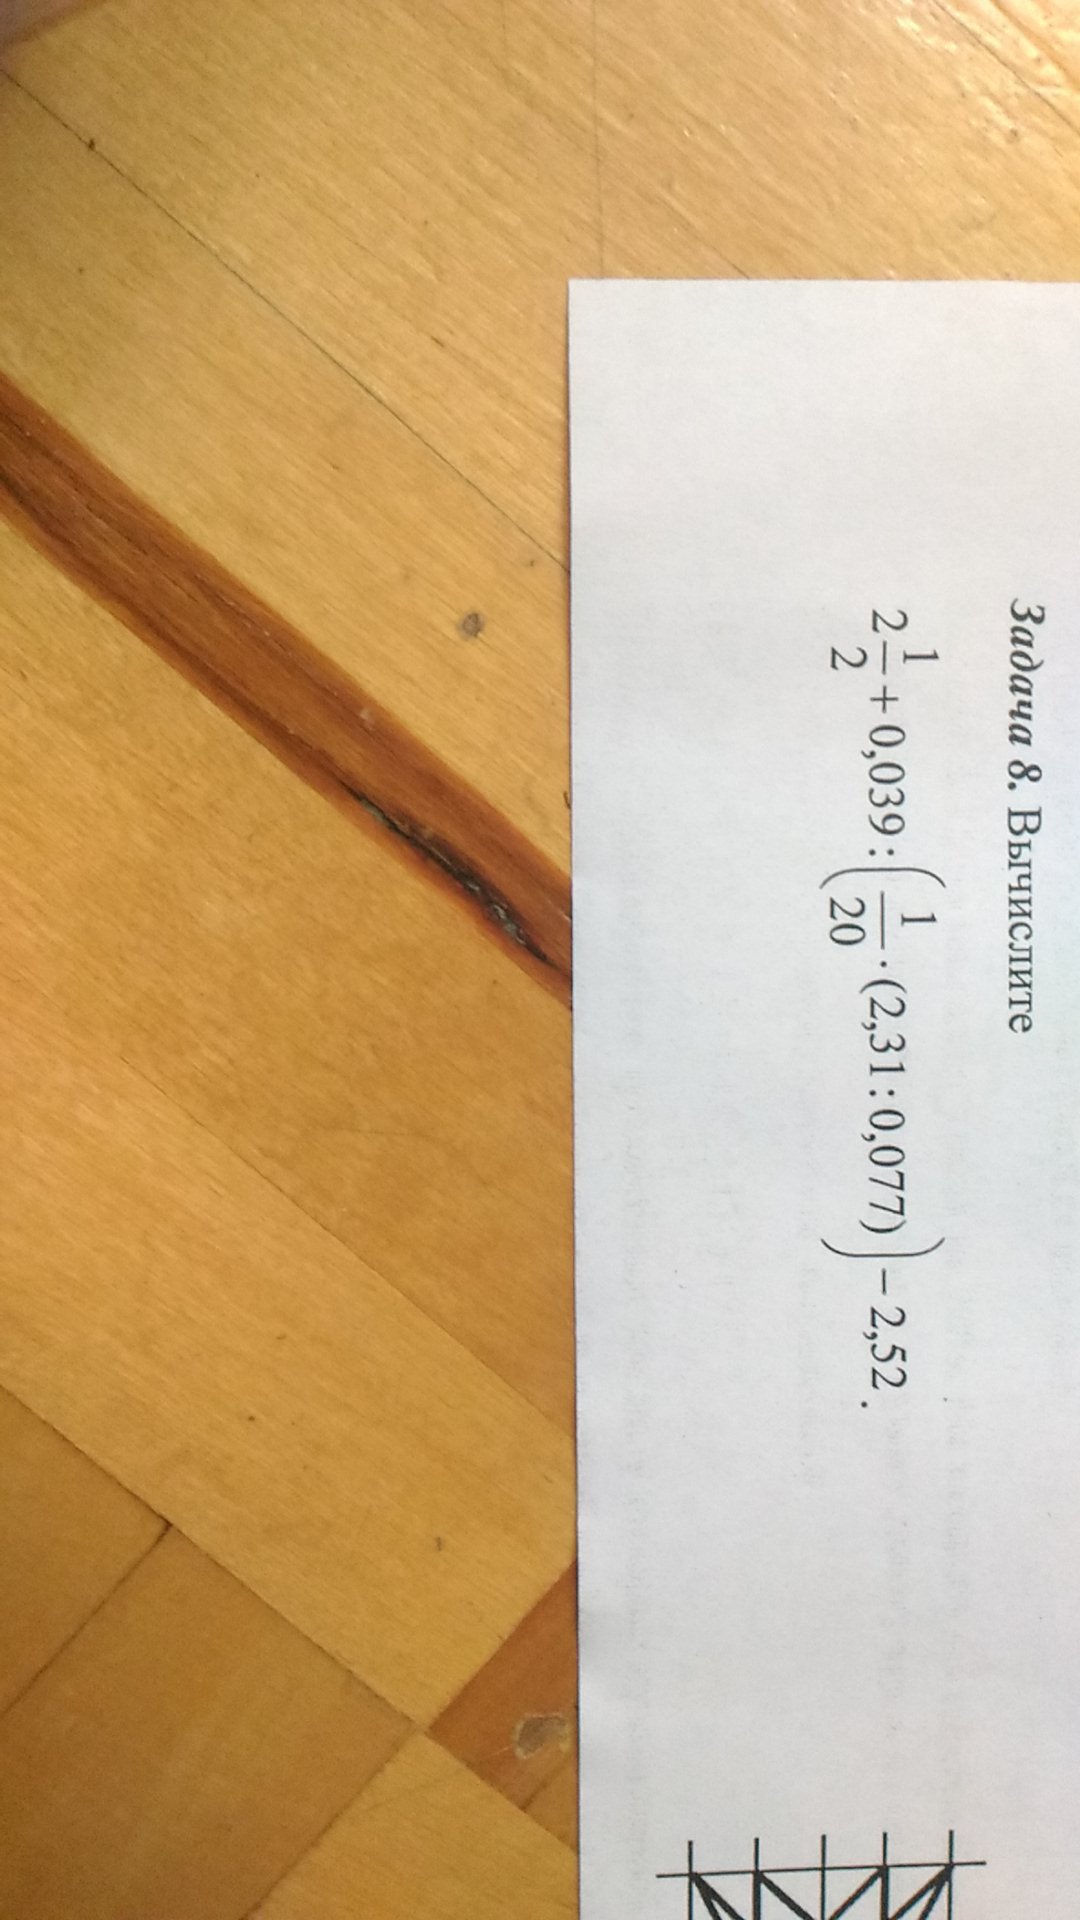 Задача 8. Вычислите
2 1/2 + 0,039 : (1/20 · (2,31 : 0,077)) − 2,52 .